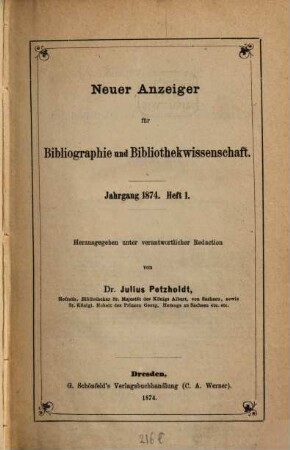 Neuer Anzeiger
für
Bibliographie und Bibliothekwissenschaft.
Jahrgang 1874. Heft 1.
Herausgegeben unter verantwortlicher Redaction
von
Dr. Julius Petzholdt,
Hofrath, Bibliothekar Sr. Majestät des Königs Albert, von Sachsen, sowie
Sr. Königl. Hoheit des Prinzen Georg, Herzogs zu Sachsen etc. etc.
Dresden,
G. Schönfeld's Verlagsbuchhandlung (C. A. Werner).
1874.